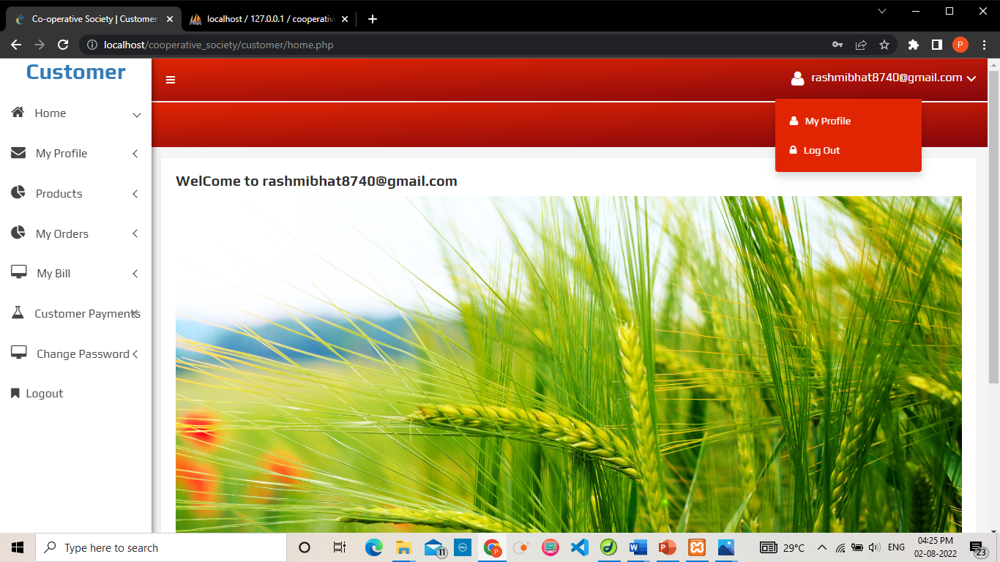 Co-operative Society | Customer
localhost / 127.0.0.1 / cooperativ
localhost/cooperative_society/customer/home.php
P
Customer
rashmibhat8740@gmail.com
Home
My Profile
Products
My Orders
My Bill
Customer Payments
Change Password
Logout
My Profile
Log Out
WelCome to rashmibhat8740@gmail.com
Type here to search
11
DELL
P
29°C
ENG
04:25 PM
02-08-2022
23